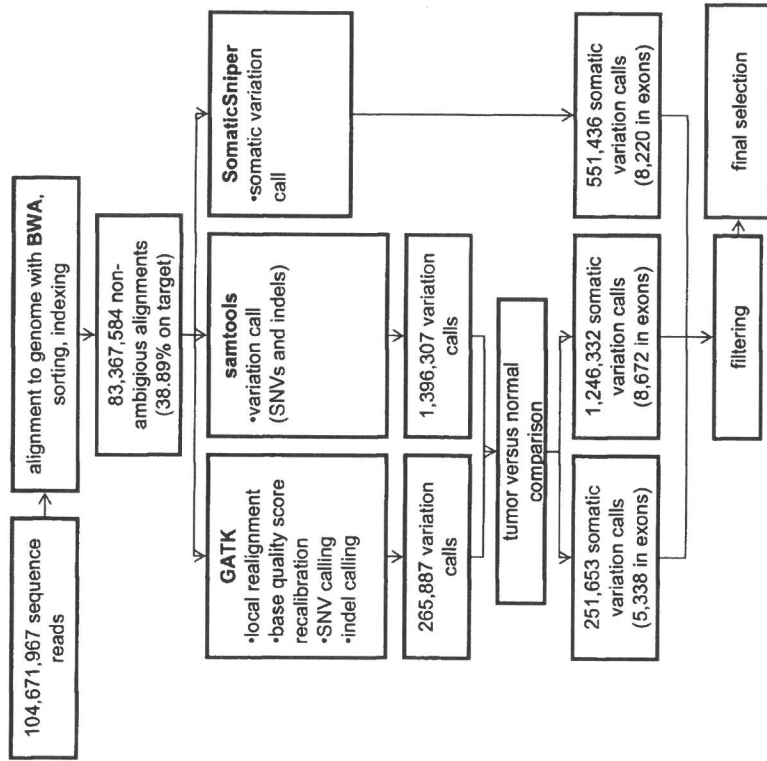 104,671,967 sequence
reads
alignment to genome with BWA,
sorting, indexing
83,367,584 non-
ambigious alignments
(38.89% on target)
GATK
•local realignment
•base quality score
recalibration
•SNV calling
•indel calling
samtools
•variation call
(SNVs and indels)
SomaticSniper
•somatic variation
call
265,887 variation
calls
1,396,307 variation
calls
tumor versus normal
comparison
251,653 somatic
variation calls
(5,338 in exons)
1,246,332 somatic
variation calls
(8,672 in exons)
551,436 somatic
variation calls
(8,220 in exons)
filtering
final selection